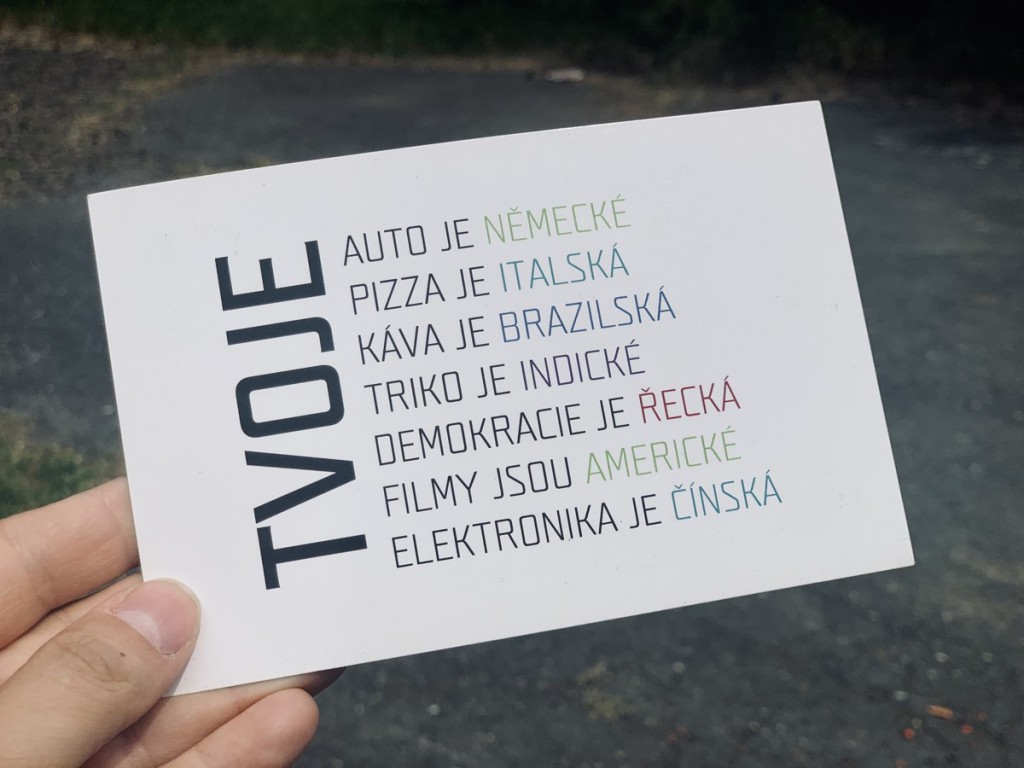 TVOJE
AUTO JE NĚMECKÉ
PIZZA JE ITALSKÁ
KÁVA JE BRAZILSKÁ
TRIKO JE INDICKÉ
DEMOKRACIE JE ŘECKÁ
FILMY JSOU AMERICKÉ
ELEKTRONIKA JE ČÍNSKÁ